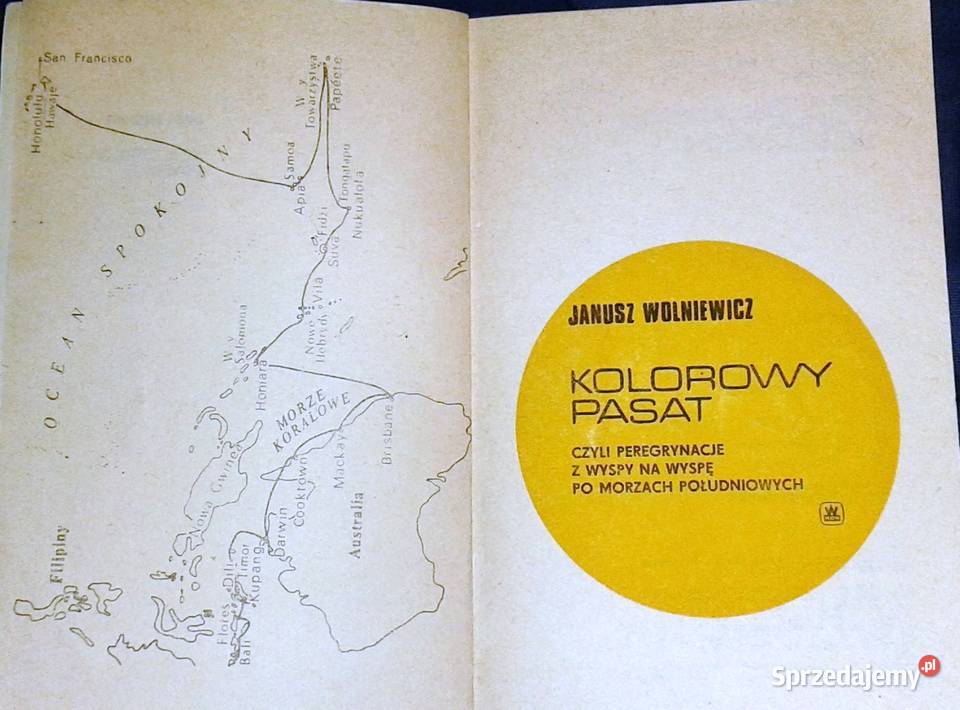 San Francisco
Honolulu
Hawaje
OCEAN SPOKOJNY
W y
Towarzystwa
Papeete
Samoa
Apia
Tongatapu
Nukualofa
Fidżi
Suva
Vila
Nowe
Hebrydy
W y
Salomona
Honiara
MORZE
KORALOWE
Brisbane
Mackay
Cooktown
Nowa Gwinea
Darwin
Australia
Filipiny
Dili
Timor
Kupang
Flores
Bali
JANUSZ WOLNIEWICZ
KOLOROWY
PASAT
CZYLI PEREGRYNACJE
Z WYSPY NA WYSPĘ
PO MORZACH POŁUDNIOWYCH
Sprzedajemy.pl